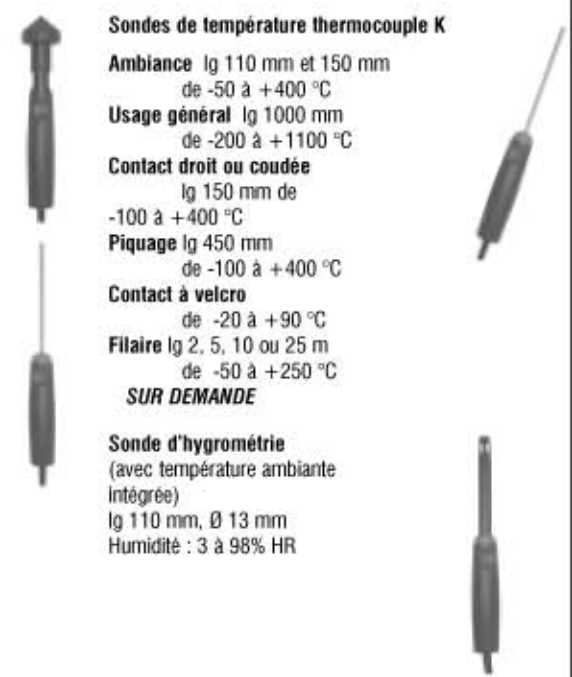 Sondes de température thermocouple K
Ambiance lg 110 mm et 150 mm
de -50 à +400 °C
Usage général lg 1000 mm
de -200 à +1100 °C
Contact droit ou coudée
lg 150 mm de
-100 à +400 °C
Piquage lg 450 mm
de -100 à +400 °C
Contact à velcro
de -20 à +90 °C
Filaire lg 2, 5, 10 ou 25 m
de -50 à +250 °C
SUR DEMANDE
Sonde d'hygrométrie
(avec température ambiante
intégrée)
lg 110 mm, Ø 13 mm
Humidité : 3 à 98% HR